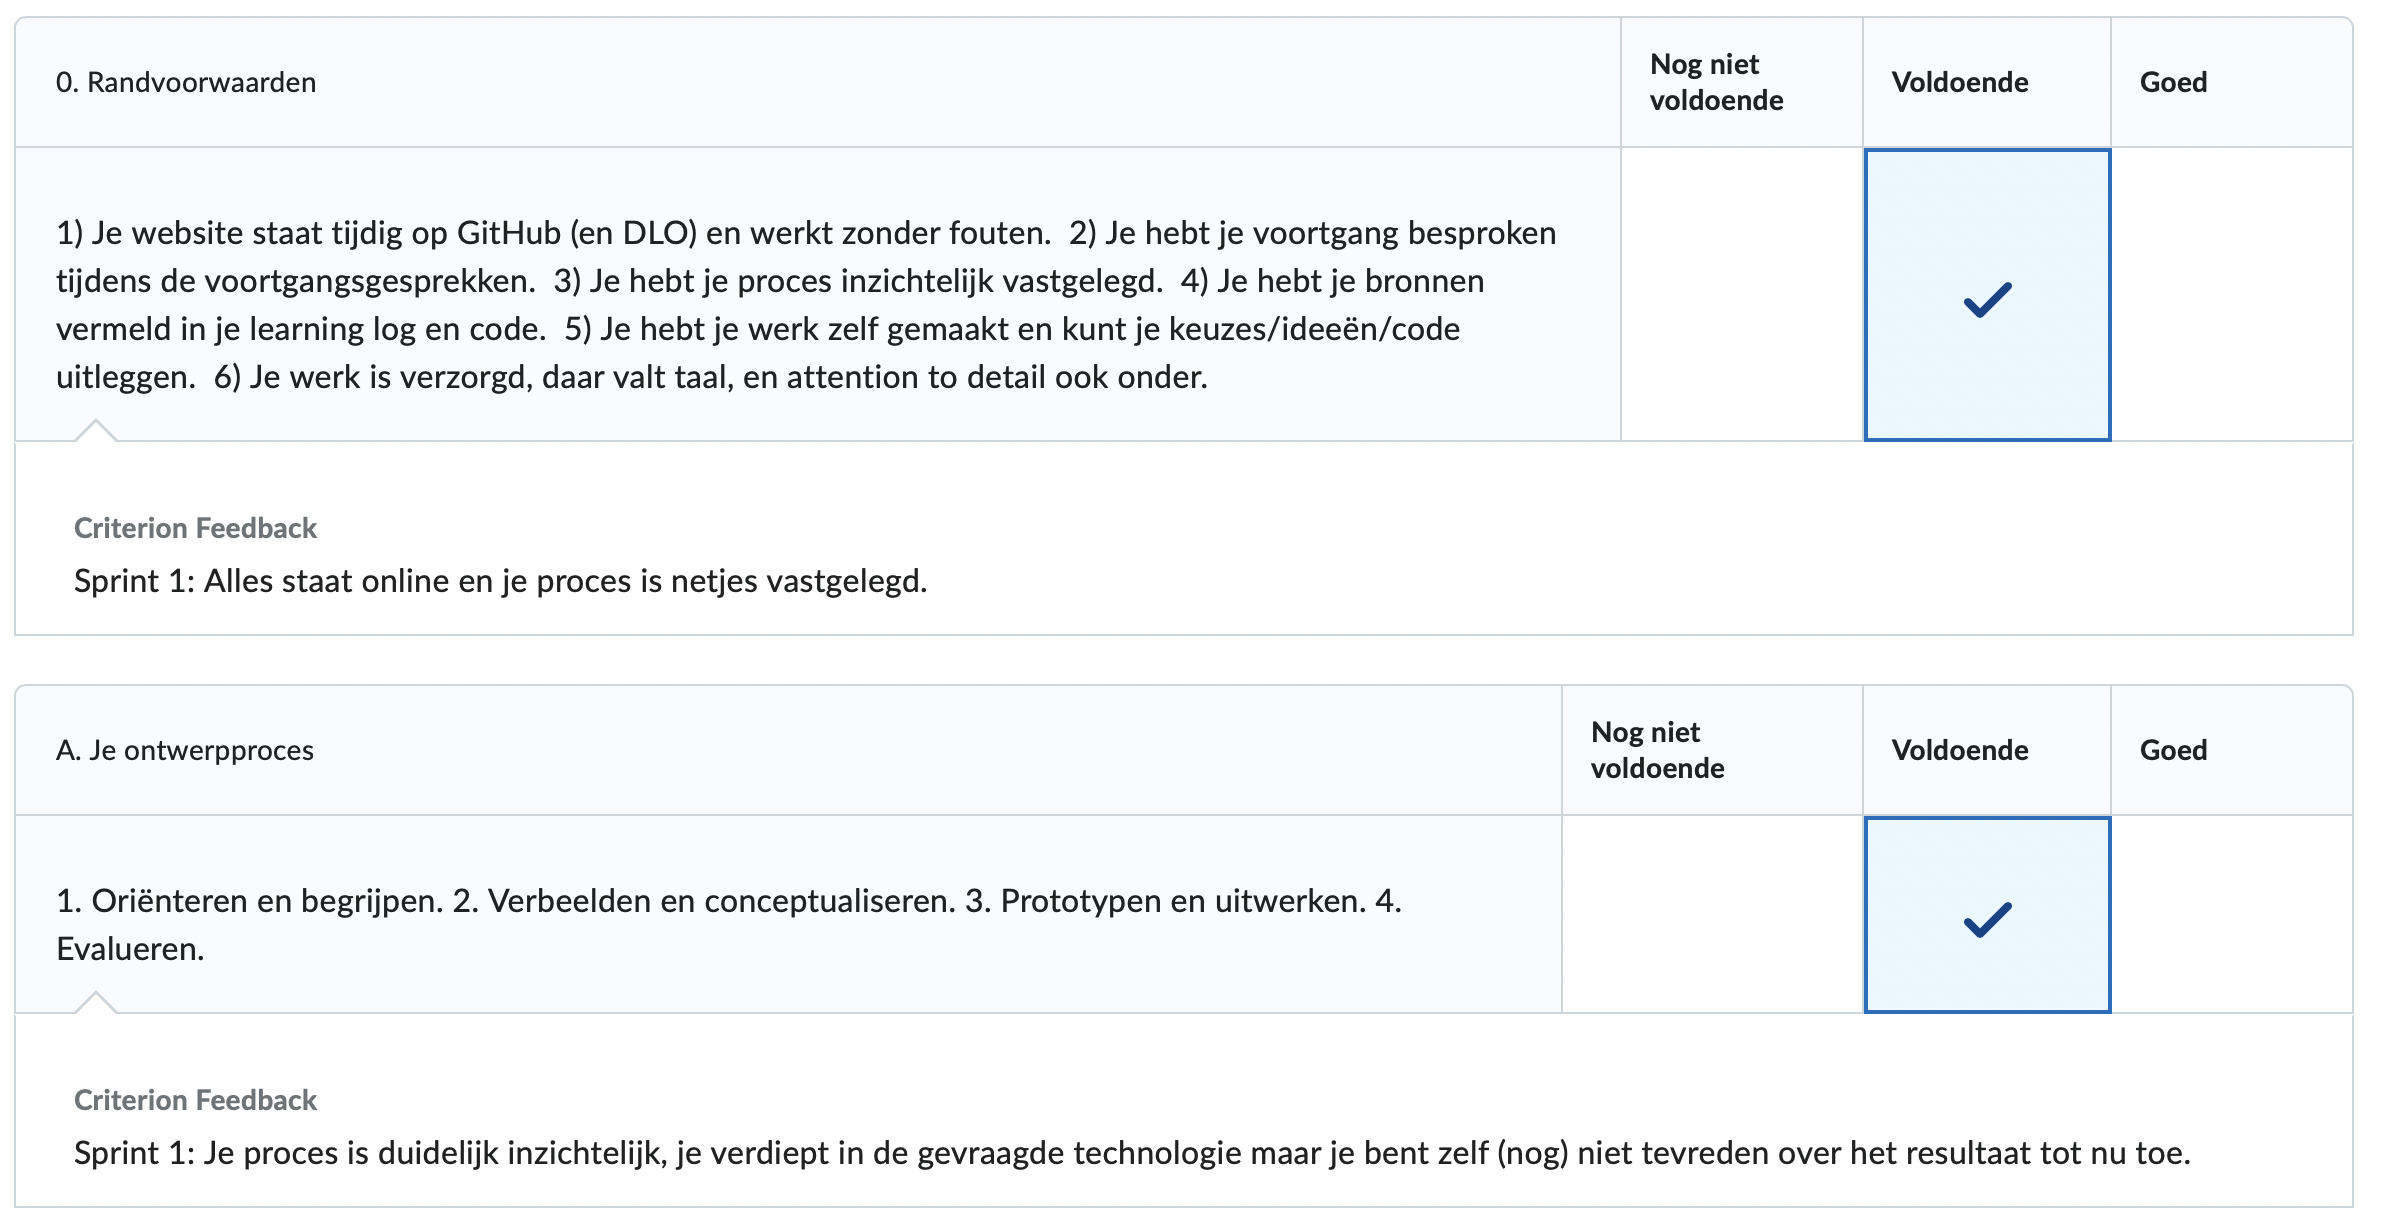 0. Randvoorwaarden
Nog niet
voldoende
Voldoende
Goed
1) Je website staat tijdig op GitHub (en DLO) en werkt zonder fouten.  2) Je hebt je voortgang besproken
tijdens de voortgangsgesprekken.  3) Je hebt je proces inzichtelijk vastgelegd.  4) Je hebt je bronnen
vermeld in je learning log en code.  5) Je hebt je werk zelf gemaakt en kunt je keuzes/ideeën/code
uitleggen.  6) Je werk is verzorgd, daar valt taal, en attention to detail ook onder.
Criterion Feedback
Sprint 1: Alles staat online en je proces is netjes vastgelegd.
A. Je ontwerpproces
Nog niet
voldoende
Voldoende
Goed
1. Oriënteren en begrijpen. 2. Verbeelden en conceptualiseren. 3. Prototypen en uitwerken. 4.
Evalueren.
Criterion Feedback
Sprint 1: Je proces is duidelijk inzichtelijk, je verdiept in de gevraagde technologie maar je bent zelf (nog) niet tevreden over het resultaat tot nu toe.